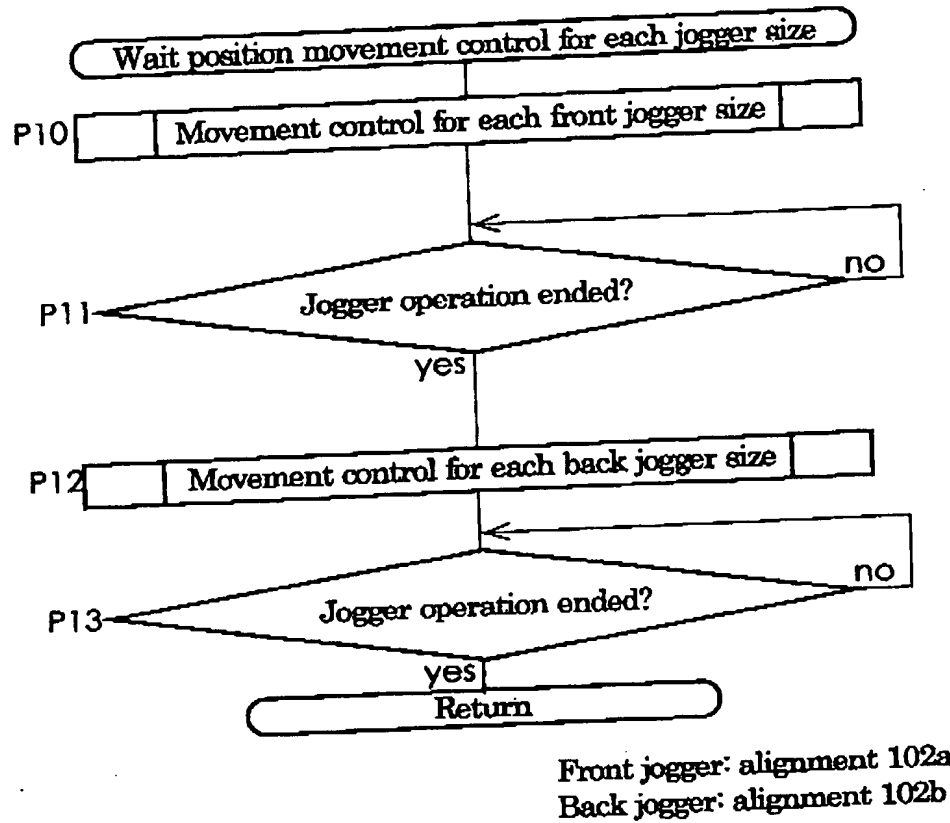 Wait position movement control for each jogger size
P10
Movement control for each front jogger size
no
P11
Jogger operation ended?
yes
P12
Movement control for each back jogger size
no
P13
Jogger operation ended?
yes
Return
Front jogger: alignment 102a
Back jogger: alignment 102b